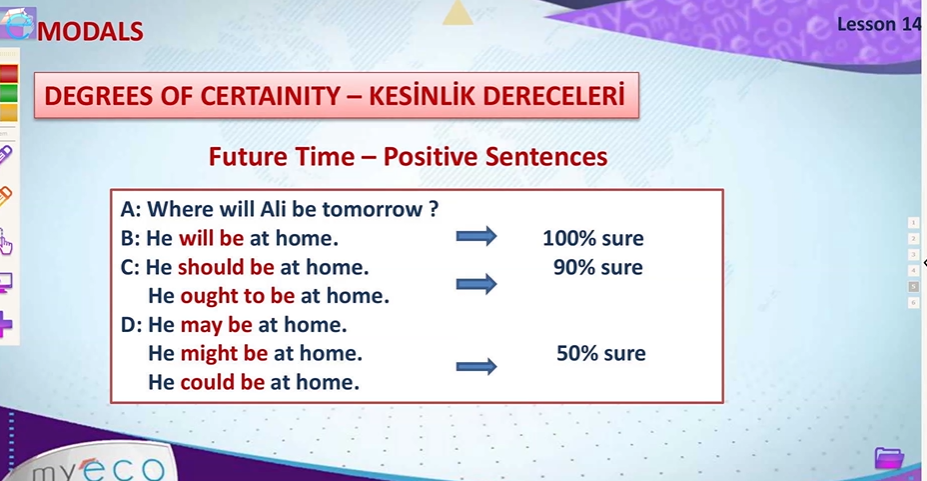 MODALS
Lesson 14
DEGREES OF CERTAINITY – KESİNLİK DERECELERİ
Future Time – Positive Sentences
A: Where will Ali be tomorrow ?
B: He will be at home. 100% sure
C: He should be at home. 90% sure
He ought to be at home.
D: He may be at home.
He might be at home. 50% sure
He could be at home.
1
2
3
4
5
6
myeco